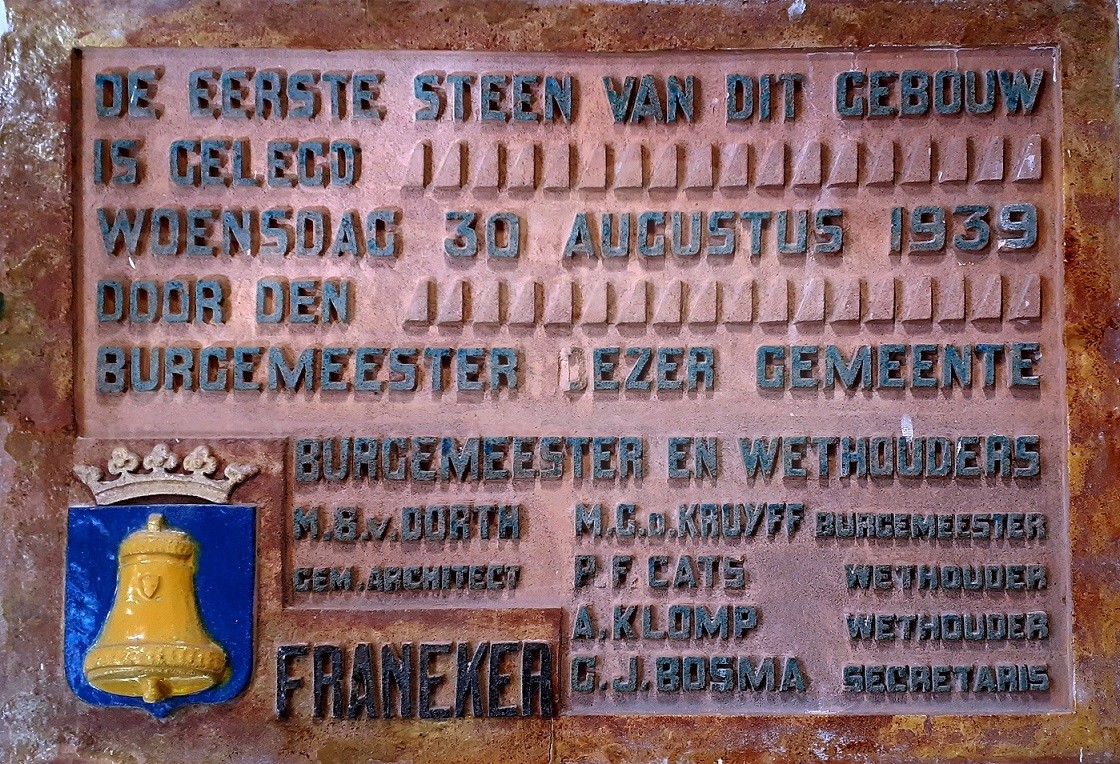 DE EERSTE STEEN VAN DIT GEBOUW
IS GELEGD
WOENSDAG 30 AUGUSTUS 1939
DOOR DEN
BURGEMEESTER DEZER GEMEENTE
BURGEMEESTER EN WETHOUDERS
M.B.v.DORTH
GEM.ARCHITECT
M.G.D.KRUYFF BURGEMEESTER
P.F.CATS WETHOUDER
A.KLOMP WETHOUDER
G.J.BOSMA SECRETARIS
FRANEKER